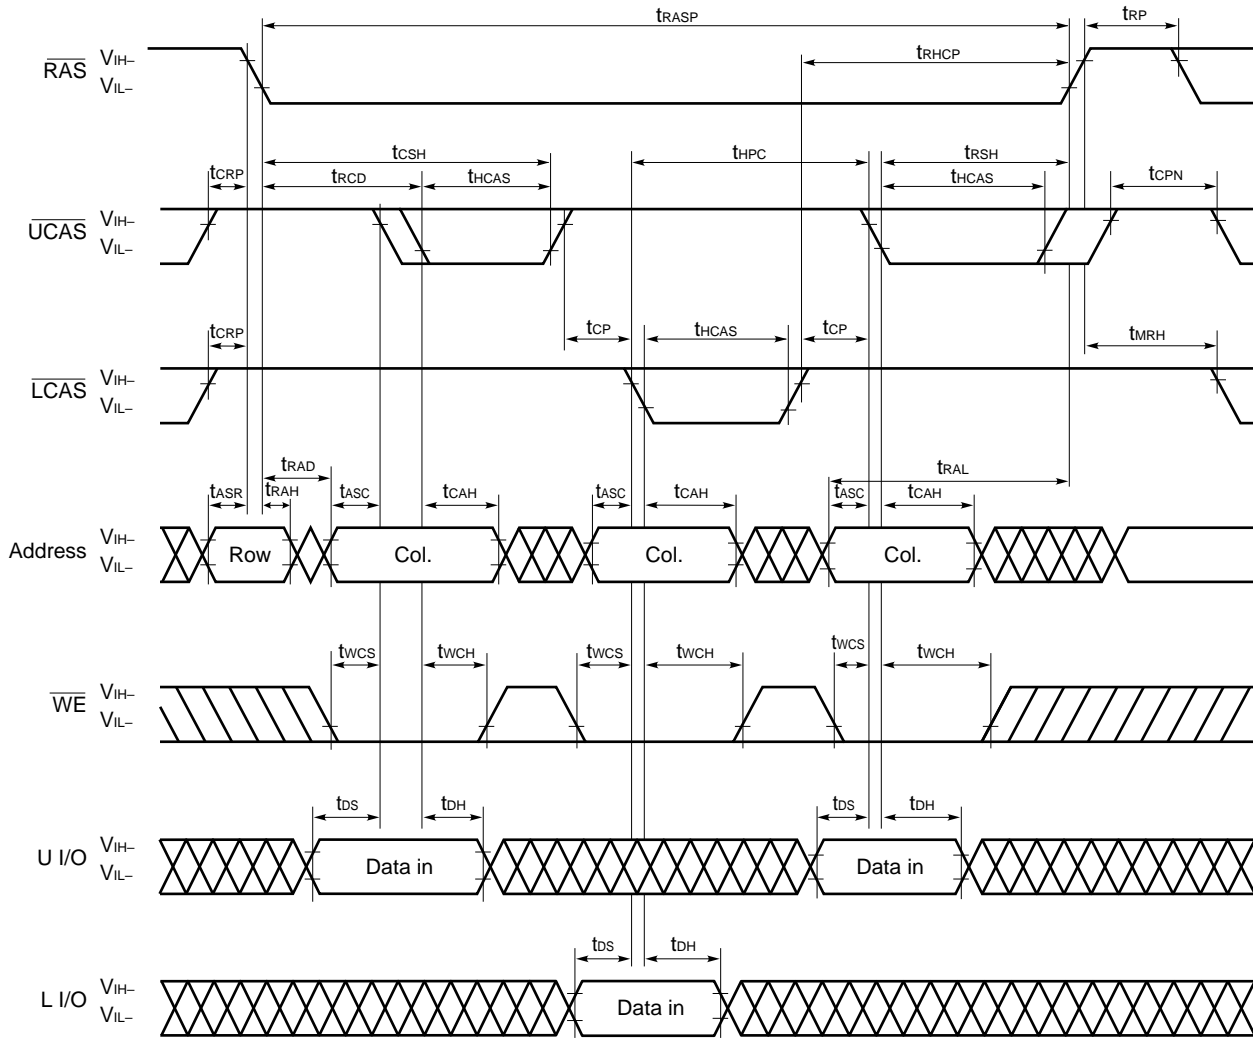 tRASP
tRP
tRHCP
RAS
VIH–
VIL–
tCSH
tHPC
tRSH
tCRP
tRCD
tHCAS
tHCAS
tCPN
UCAS
VIH–
VIL–
tCRP
tCP
tHCAS
tCP
tMRH
LCAS
VIH–
VIL–
tRAD
tRAL
tASR
tRAH
tASC
tCAH
tASC
tCAH
tASC
tCAH
Address
VIH–
VIL–
Row
Col.
Col.
Col.
tWCS
tWCH
tWCS
tWCH
tWCS
tWCH
WE
VIH–
VIL–
tDS
tDH
tDS
tDH
U I/O
VIH–
VIL–
Data in
Data in
tDS
tDH
L I/O
VIH–
VIL–
Data in